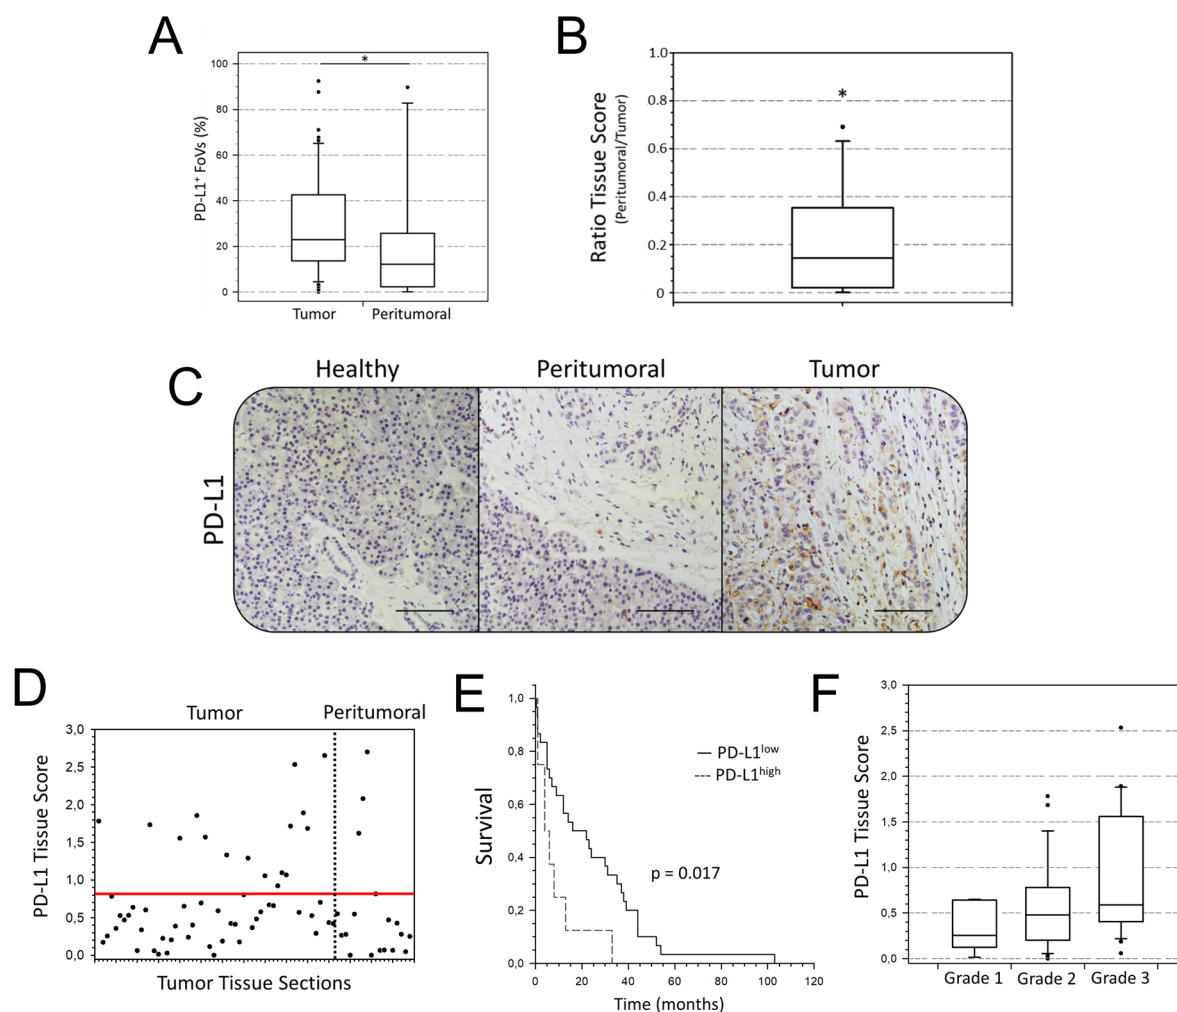 A
PD-L1⁺ FoVs (%)
100
80
60
40
20
0
*
Tumor
Peritumoral
B
Ratio Tissue Score
(Peritumoral/Tumor)
1.0
0.8
0.6
0.4
0.2
0
*
C
Healthy
Peritumoral
Tumor
PD-L1
D
Tumor
Peritumoral
PD-L1 Tissue Score
3,0
2,5
2,0
1,5
1,0
0,5
0,0
Tumor Tissue Sections
E
Survival
1,0
0,8
0,6
0,4
0,2
0,0
PD-L1low
PD-L1high
p = 0.017
0 20 40 60 80 100 120
Time (months)
F
PD-L1 Tissue Score
3,0
2,5
2,0
1,5
1,0
0,5
0,0
Grade 1
Grade 2
Grade 3